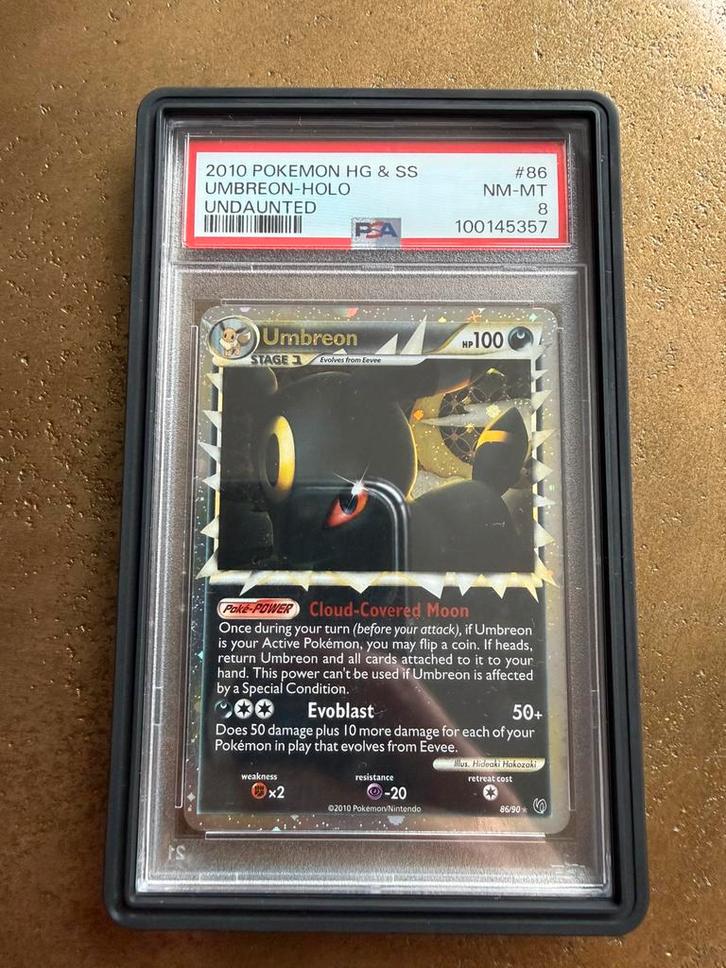 2010 POKEMON HG & SS #86
UMBREON-HOLO NM-MT
UNDAUNTED 8
PSA 100145357
Umbreon HP 100
STAGE 1 Evolves from Eevee
Poké-POWER Cloud-Covered Moon
Once during your turn (before your attack), if Umbreon
is your Active Pokémon, you may flip a coin. If heads,
return Umbreon and all cards attached to it to your
hand. This power can't be used if Umbreon is affected
by a Special Condition.
Evoblast 50+
Does 50 damage plus 10 more damage for each of your
Pokémon in play that evolves from Eevee.
Illus. Hideaki Hakozaki
weakness resistance retreat cost
x2 -20
©2010 Pokémon/Nintendo 86/90